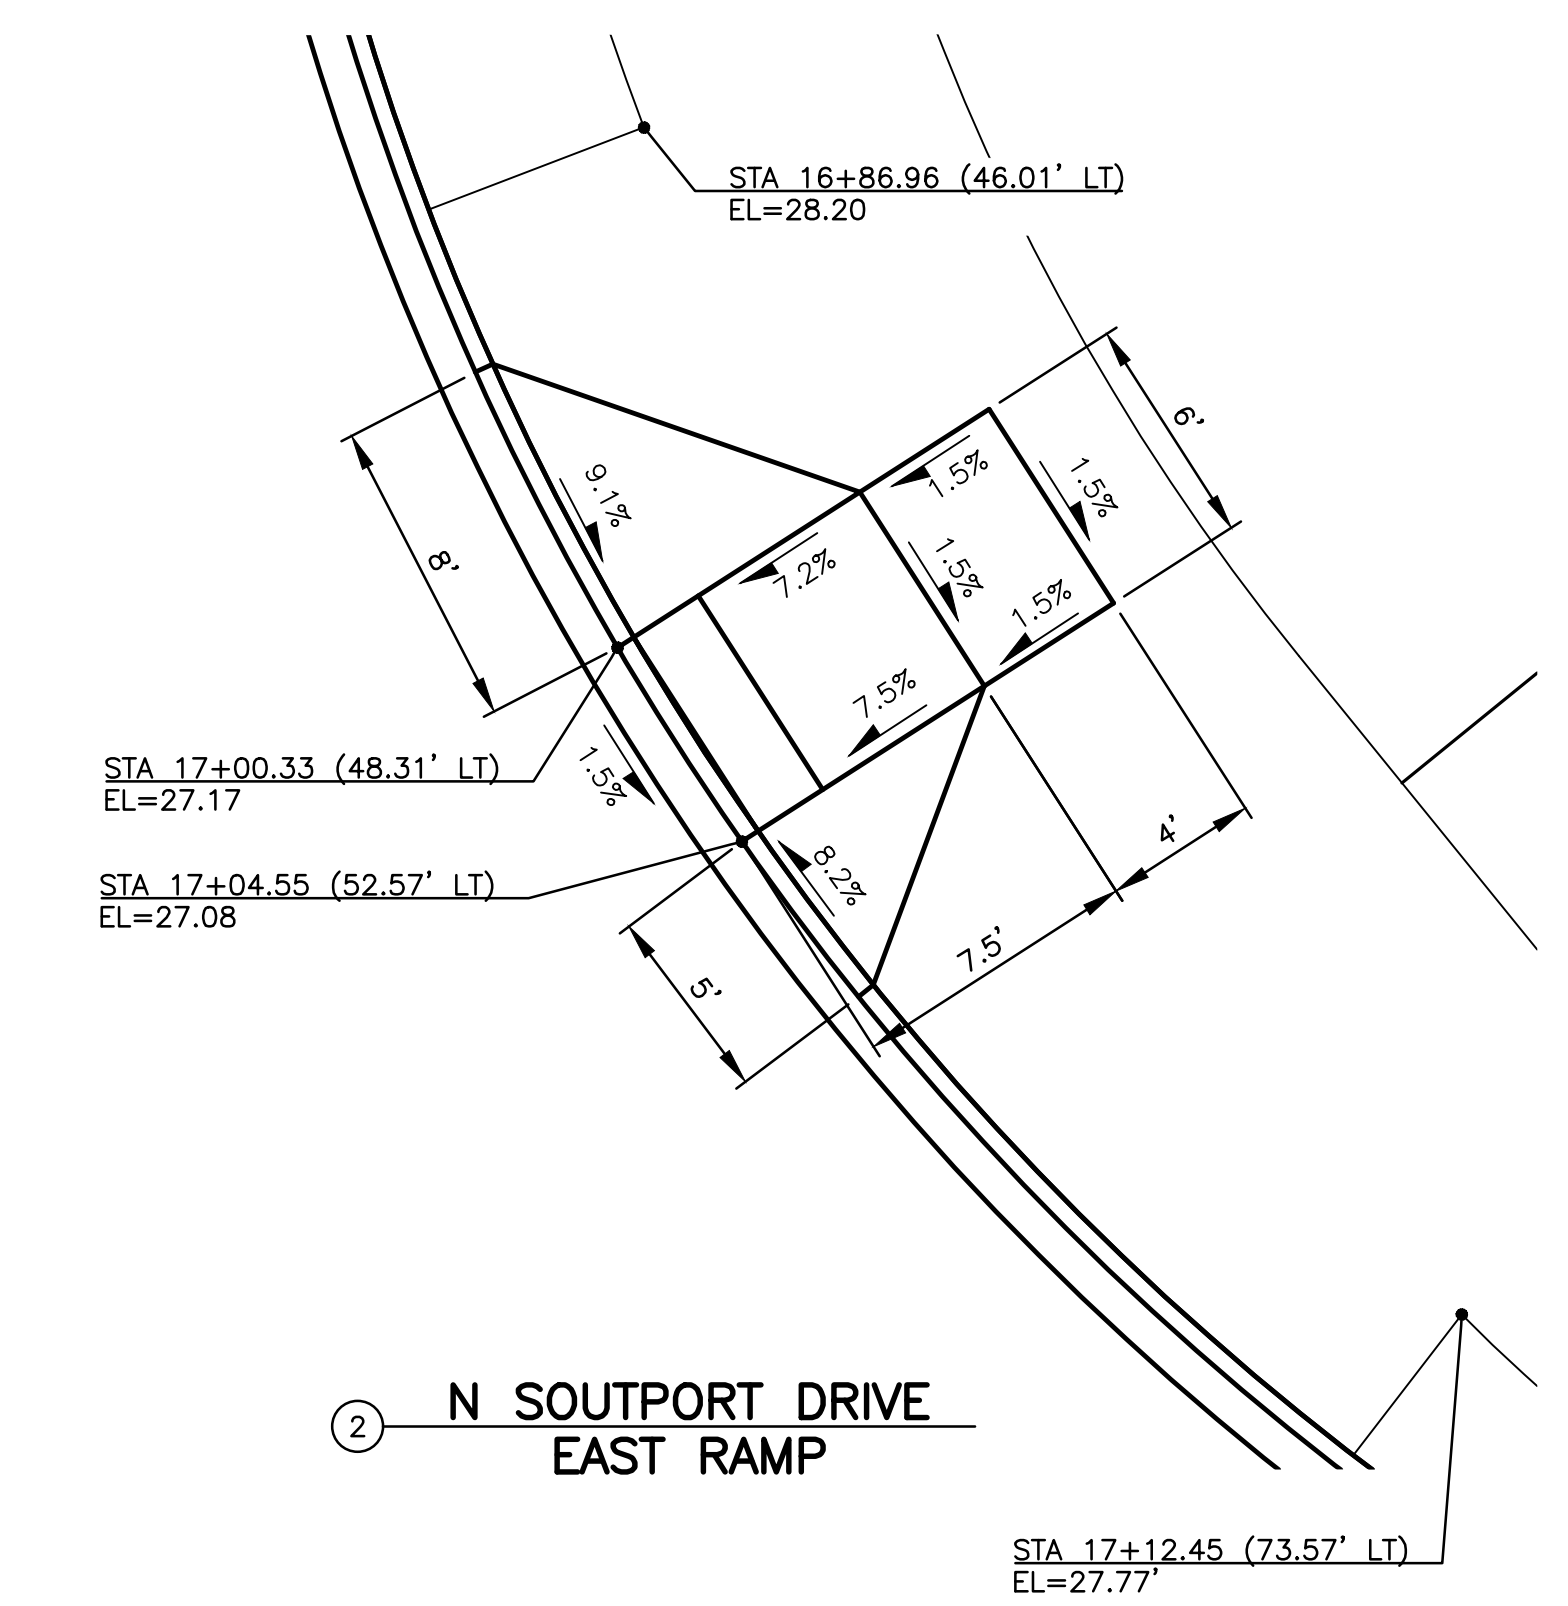 STA 16+86.96 (46.01' LT)
EL=28.20
6'
1.5%
1.5%
9.1%
8'
7.2%
1.5%
1.5%
7.5%
STA 17+00.33 (48.31' LT)
EL=27.17
1.5%
4'
8.2%
STA 17+04.55 (52.57' LT)
EL=27.08
7.5'
5'
2
N SOUTPORT DRIVE
EAST RAMP
STA 17+12.45 (73.57' LT)
EL=27.77'